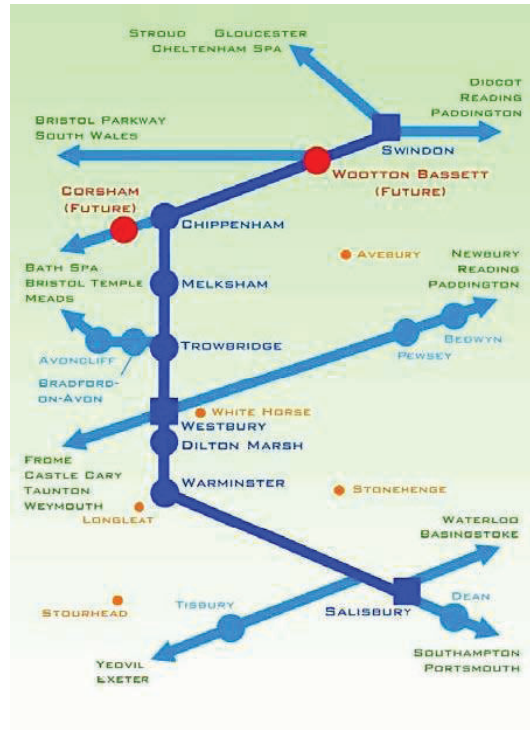 STROUD GLOUCESTER
CHELTENHAM SPA
DIDCOT
READING
PADDINGTON
BRISTOL PARKWAY
SOUTH WALES
SWINDON
WOOTTON BASSETT
(FUTURE)
CORSHAM
(FUTURE)
CHIPPENHAM
AVEBURY
NEWBURY
READING
PADDINGTON
BATH SPA
BRISTOL TEMPLE
MEADS
MELKSHAM
TROWBRIDGE
BEDWYN
PEWSEY
AVONCLIFF
BRADFORD-
ON-AVON
WHITE HORSE
WESTBURY
DILTON MARSH
FROME
CASTLE CARY
TAUNTON
WEYMOUTH
WARMINSTER
STONEHENGE
LONGLEAT
WATERLOO
BASINGSTOKE
STOURHEAD
TISBURY
SALISBURY
DEAN
YEOVIL
EXETER
SOUTHAMPTON
PORTSMOUTH